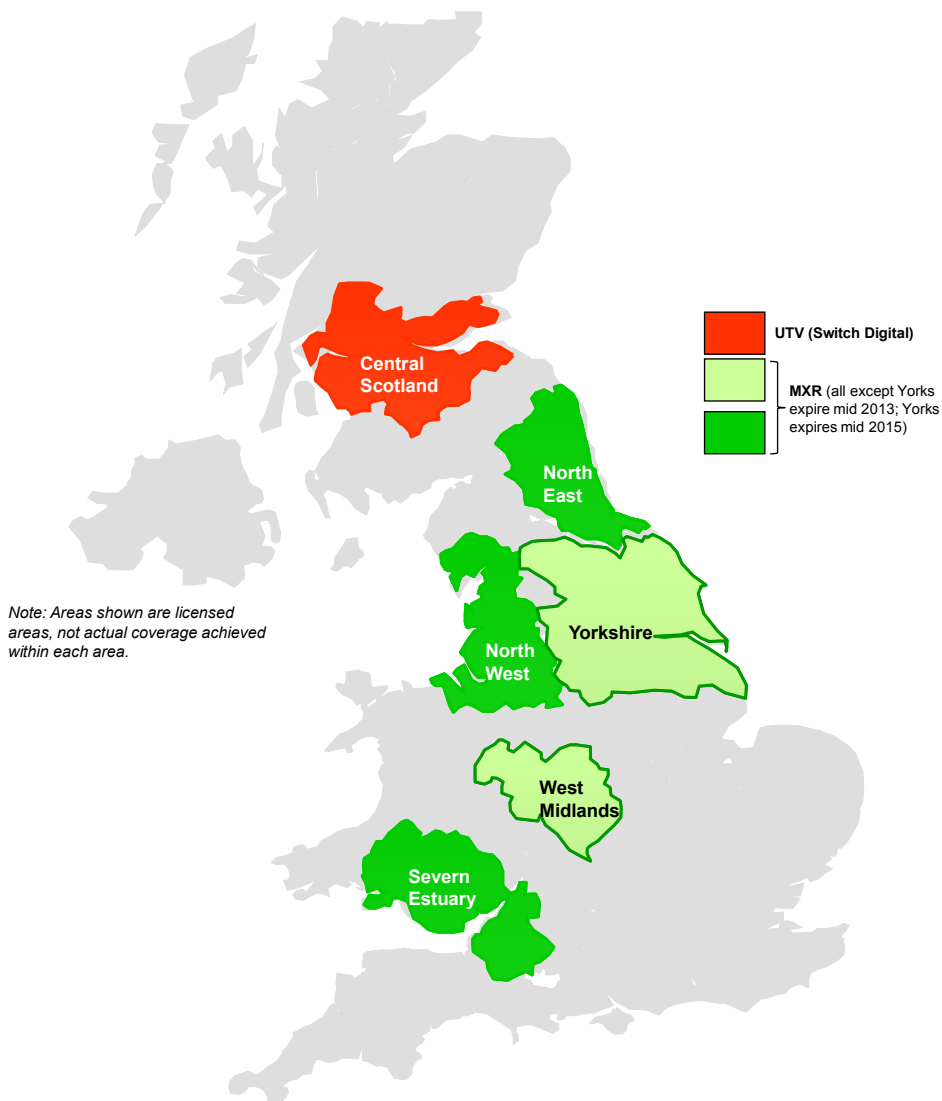 UTV (Switch Digital)
MXR (all except Yorks
expire mid 2013; Yorks
expires mid 2015)
Central
Scotland
North
East
Note: Areas shown are licensed
areas, not actual coverage achieved
within each area.
Yorkshire
North
West
West
Midlands
Severn
Estuary